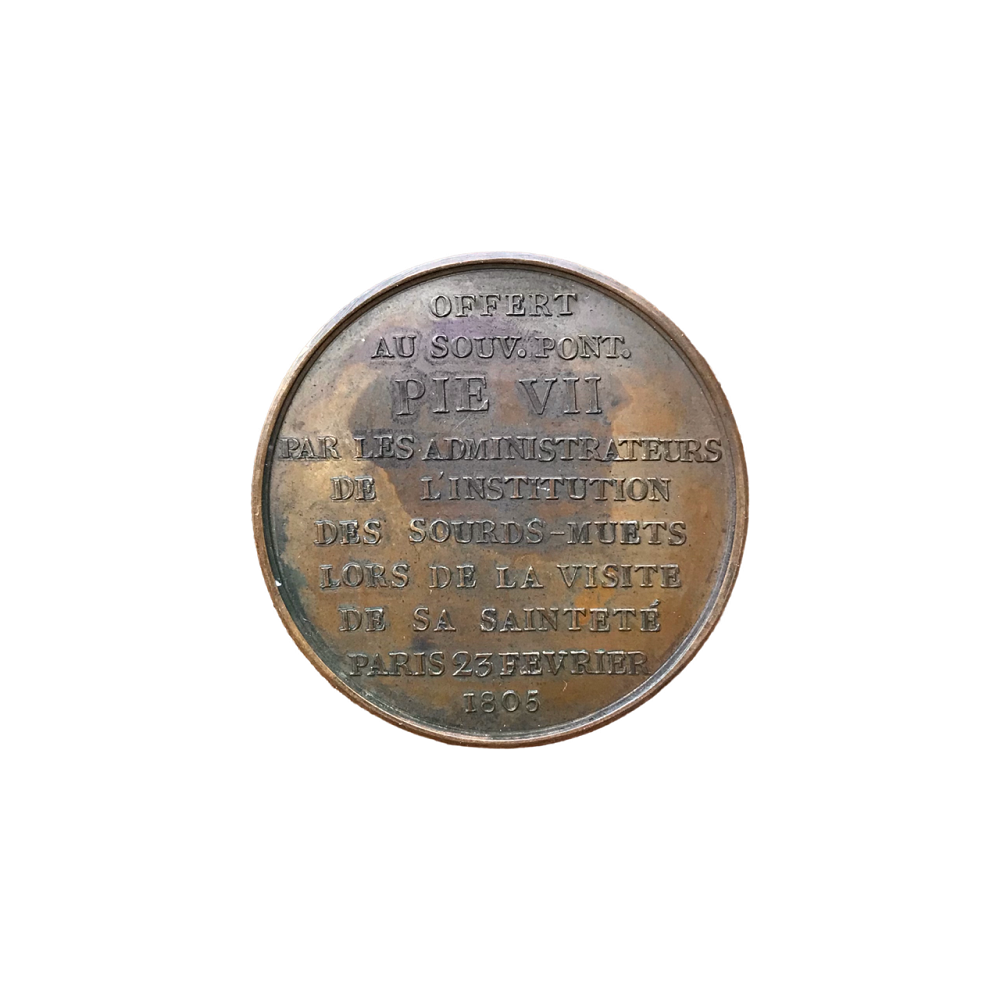 OFFERT
AU SOUV. PONT.
PIE VII
PAR LES ADMINISTRATEURS
DE L'INSTITUTION
DES SOURDS-MUETS
LORS DE LA VISITE
DE SA SAINTETÉ
PARIS 23 FEVRIER
1805